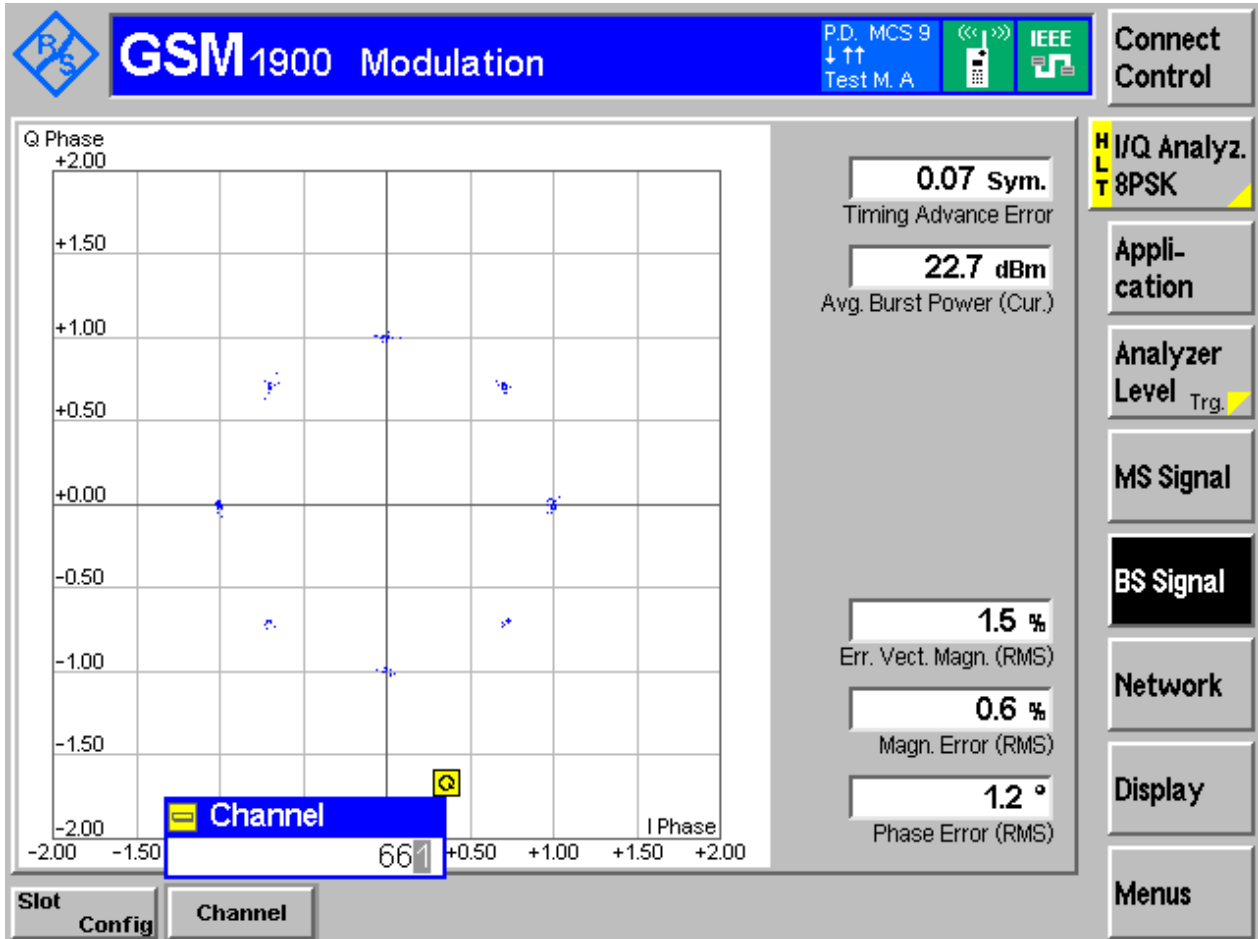 R/S
GSM 1900 Modulation
P.D. MCS 9
↓ ↑↑
Test M. A
IEEE
Connect
Control
Q Phase
+2.00
+1.50
+1.00
+0.50
+0.00
-0.50
-1.00
-1.50
-2.00
I Phase
-2.00 -1.50 +0.50 +1.00 +1.50 +2.00
Q
Channel
661
0.07 Sym.
Timing Advance Error
22.7 dBm
Avg. Burst Power (Cur.)
1.5 %
Err. Vect. Magn. (RMS)
0.6 %
Magn. Error (RMS)
1.2 °
Phase Error (RMS)
HLT
I/Q Analyz.
8PSK
Appli-
cation
Analyzer
Level Trg.
MS Signal
BS Signal
Network
Display
Menus
Slot
Config
Channel